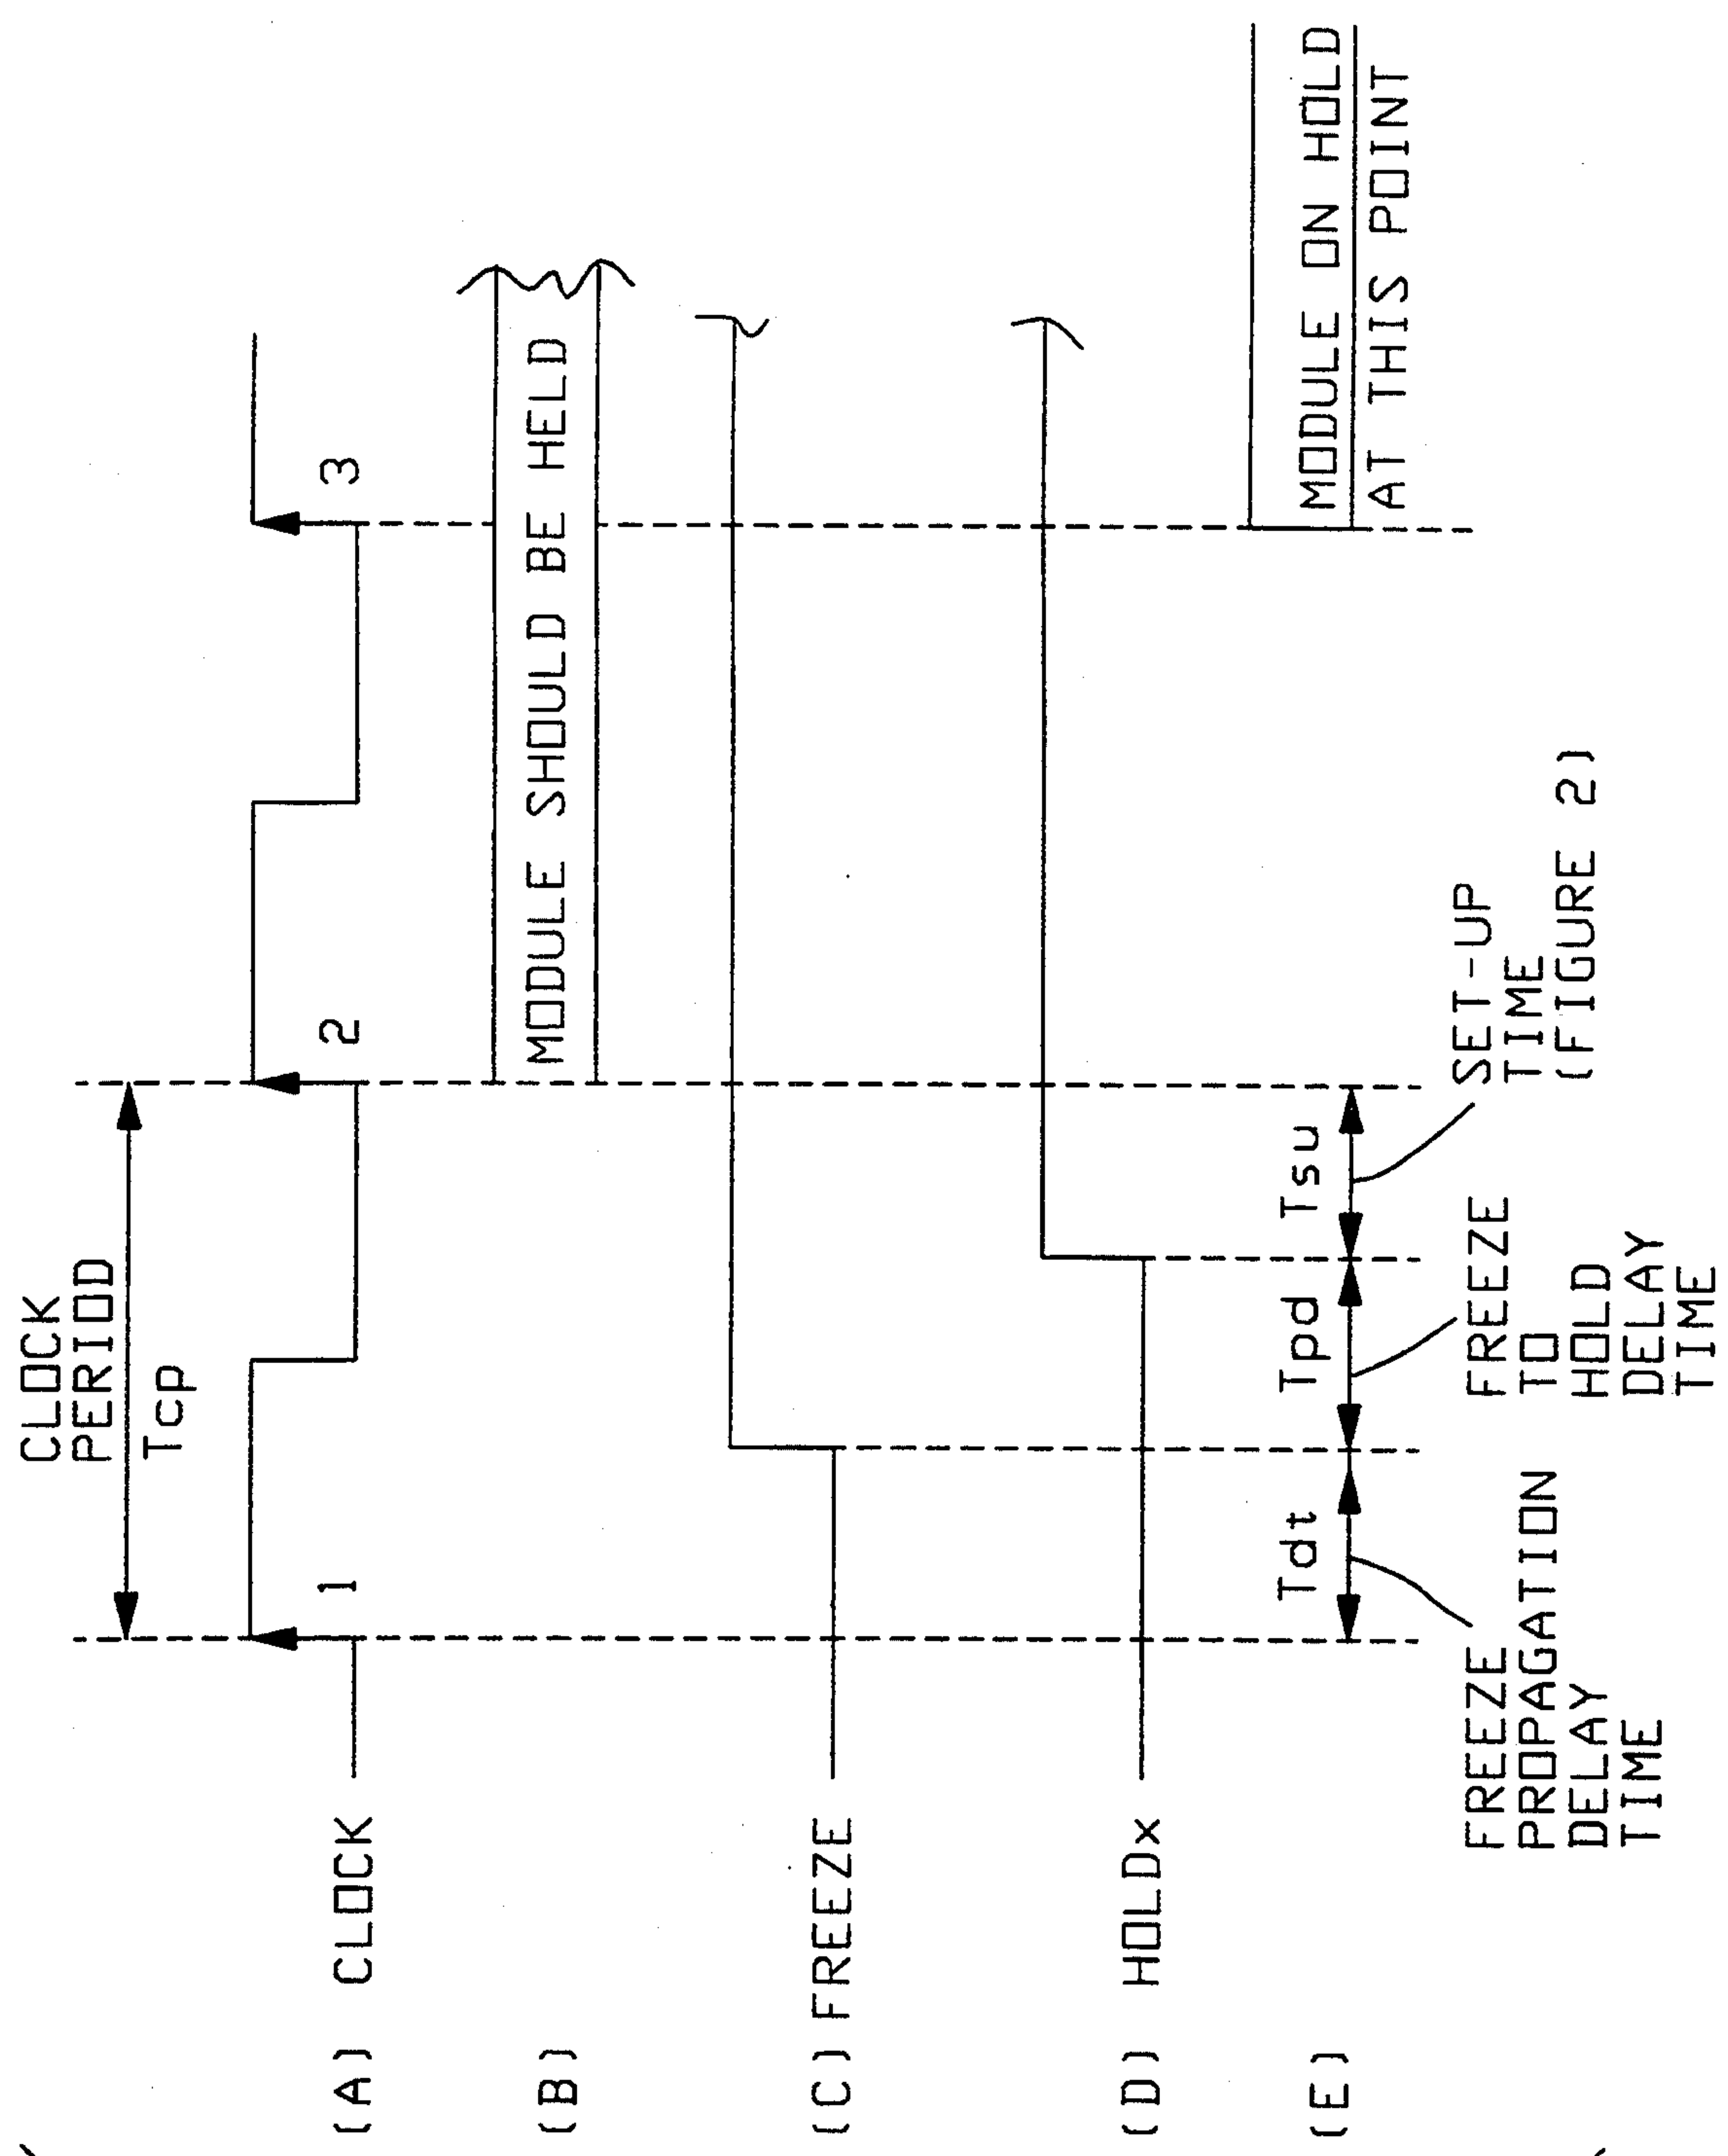 CLOCK
PERIOD
Tcp
(A) CLOCK
1
2
3
(B)
MODULE SHOULD BE HELD
(C) FREEZE
(D) HOLDx
(E)
Tdt
Tpd
Tsu
MODULE ON HOLD
AT THIS POINT
FREEZE
PROPAGATION
DELAY
TIME
FREEZE
TO
HOLD
DELAY
TIME
SET-UP
TIME
(FIGURE 2)